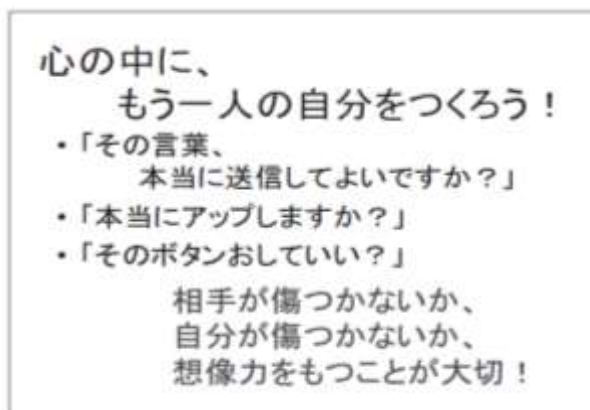 心の中に、
もう一人の自分をつくろう！
・「その言葉、
本当に送信してよいですか？」
・「本当にアップしますか？」
・「そのボタンおしていい？」
相手が傷つかないか、
自分が傷つかないか、
想像力をもつことが大切！